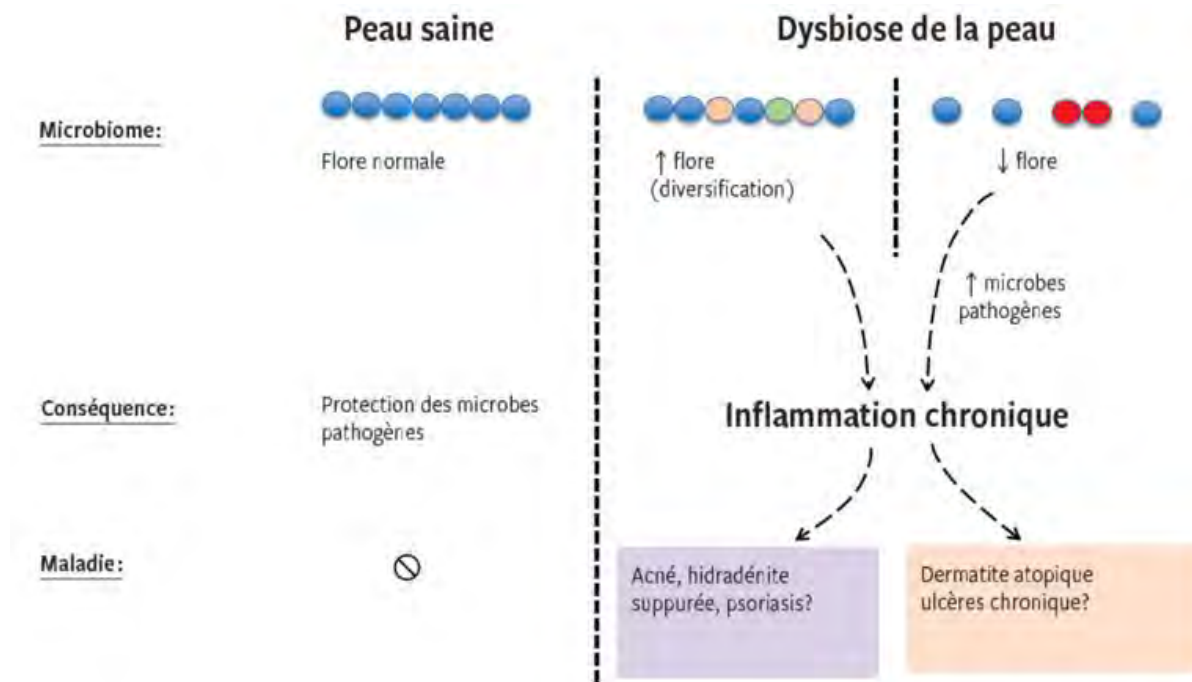 Peau saine
Dysbiose de la peau
Microbiome:
Flore normale
↑ flore
(diversification)
↓ flore
↑ microbes
pathogènes
Conséquence:
Protection des microbes
pathogènes
Inflammation chronique
Maladie:
Acné, hidradénite
suppurée, psoriasis?
Dermatite atopique
ulcères chronique?